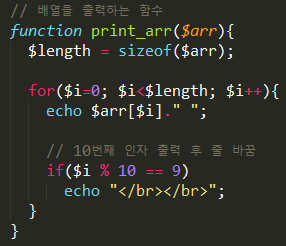 // 배열을 출력하는 함수
function print_arr($arr){
  $length = sizeof($arr);

  for($i=0; $i<$length; $i++){
    echo $arr[$i]." ";

    // 10번째 인자 출력 후 줄 바꿈
    if($i % 10 == 9)
      echo "</br></br>";
  }
}